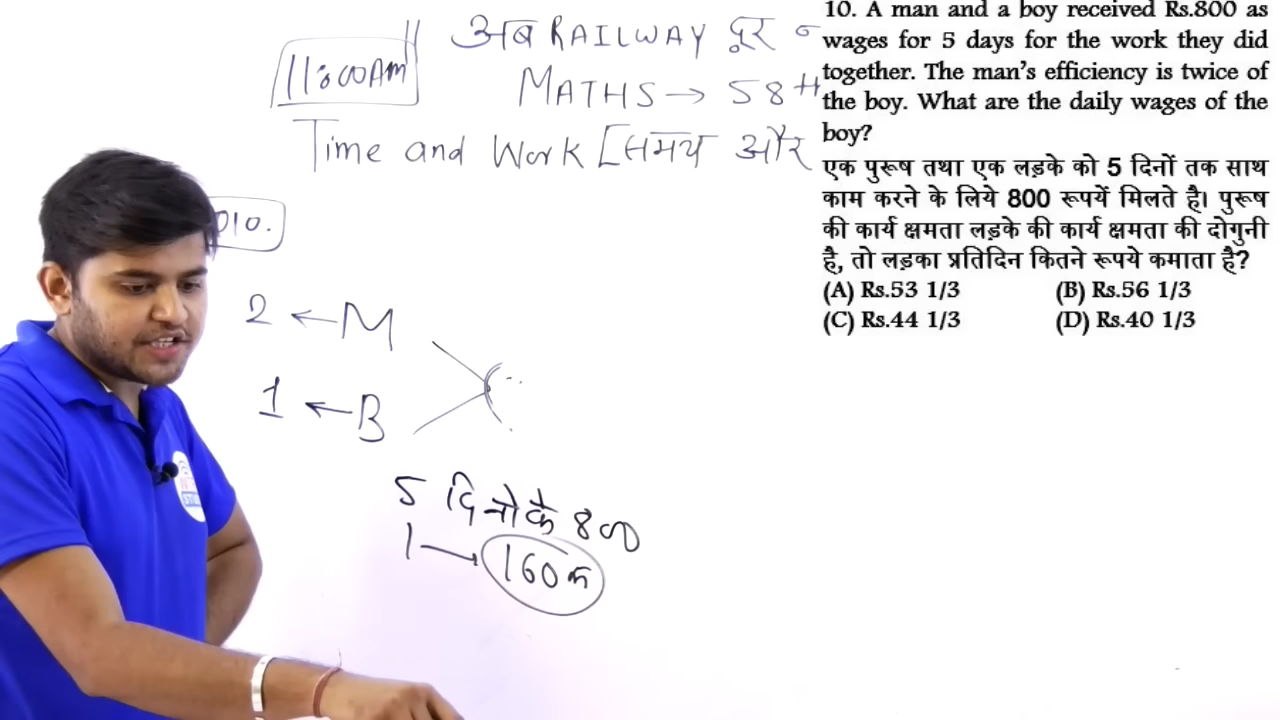 अब RAILWAY दूर
11:00AM
MATHS → 58
Time and Work [समय और
010.
2 ← M
1 ← B
5 दिनो के 800
1 → 160रू
10. A man and a boy received Rs.800 as
wages for 5 days for the work they did
together. The man's efficiency is twice of
the boy. What are the daily wages of the
boy?
एक पुरूष तथा एक लड़के को 5 दिनों तक साथ
काम करने के लिये 800 रूपयें मिलते है। पुरूष
की कार्य क्षमता लड़के की कार्य क्षमता की दोगुनी
है, तो लड़का प्रतिदिन कितने रूपये कमाता है?
(A) Rs.53 1/3 (B) Rs.56 1/3
(C) Rs.44 1/3 (D) Rs.40 1/3